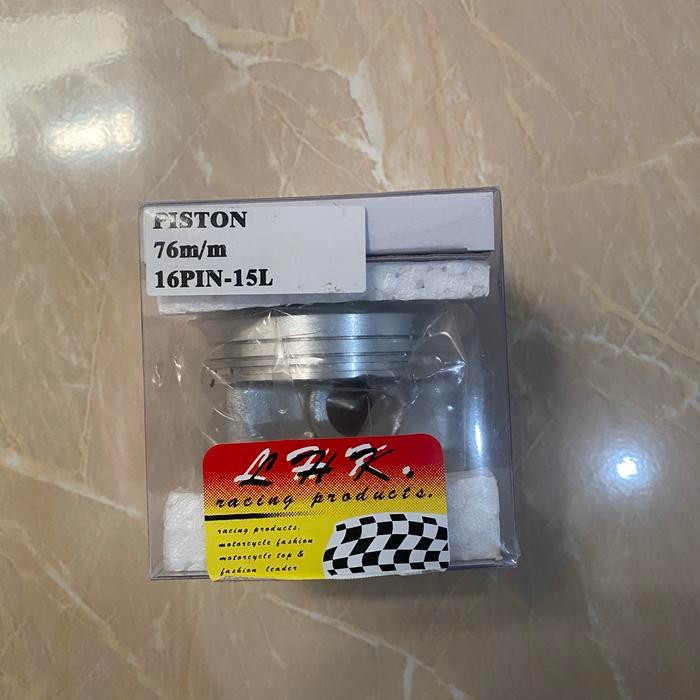 PISTON
76m/m
16PIN-15L
LHK.
racing products.
racing products.
motorcycle fashion
motorcycle top &
fashion leader